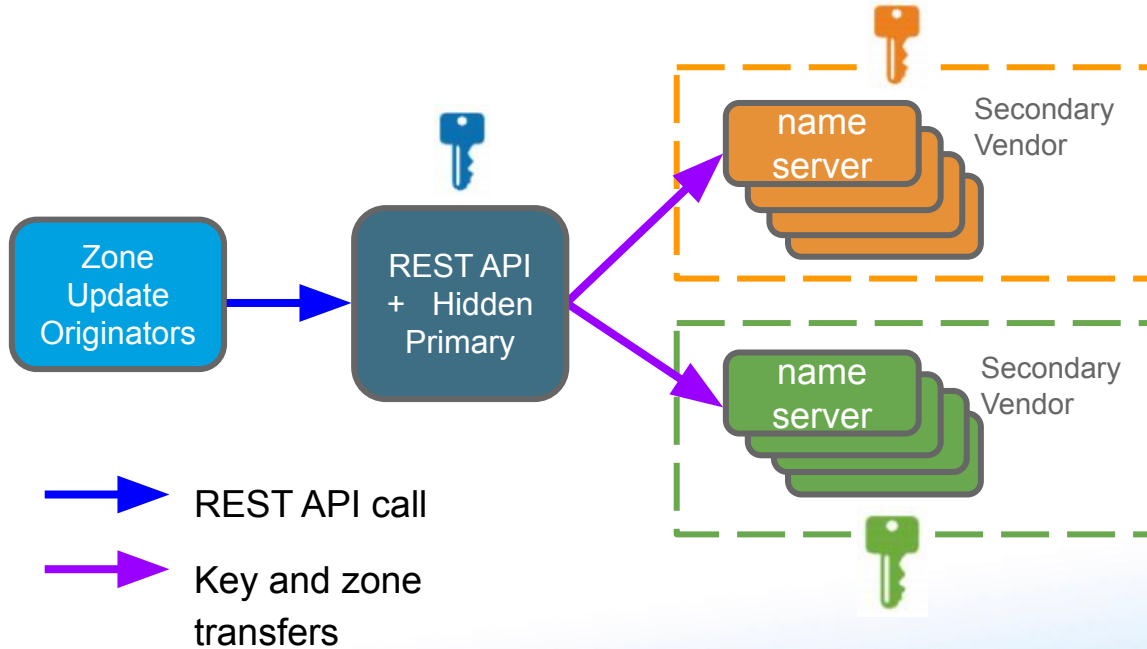 Zone
Update
Originators
REST API
+ Hidden
Primary
name
server
Secondary
Vendor
name
server
Secondary
Vendor
REST API call
Key and zone
transfers